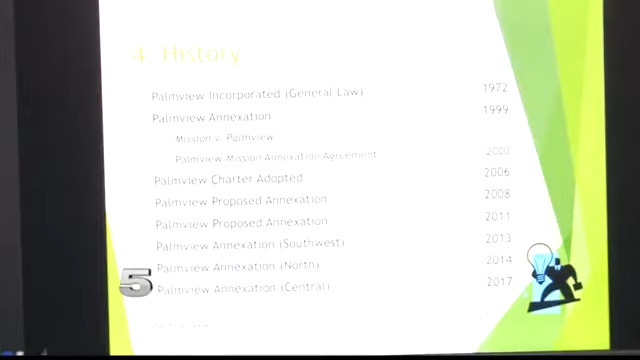 4. History
Palmview Incorporated (General Law) 1972
Palmview Annexation 1999
Mission v. Palmview
Palmview Mission Annexation Agreement 2000
Palmview Charter Adopted 2006
Palmview Proposed Annexation 2008
Palmview Proposed Annexation 2011
Palmview Annexation (Southwest) 2013
Palmview Annexation (North) 2014
5
Palmview Annexation (Central) 2017